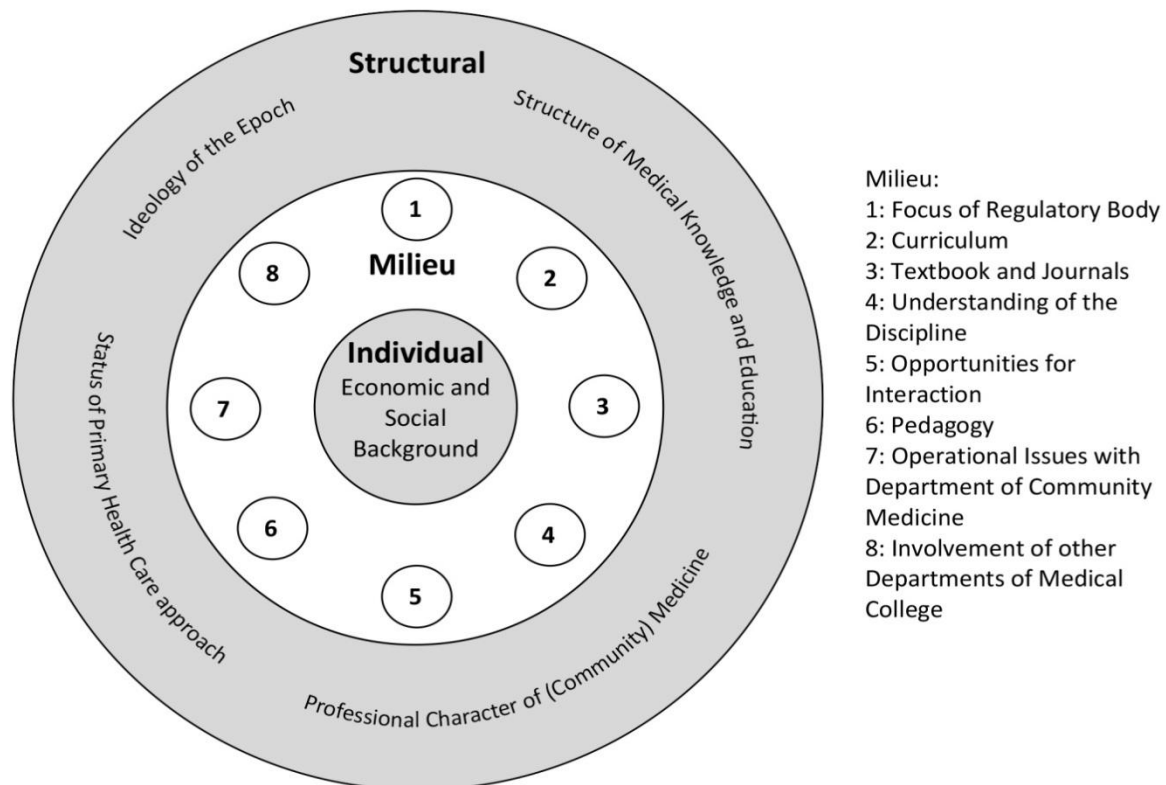 Structural
Ideology of the Epoch
Structure of Medical Knowledge and Education
Status of Primary Health Care approach
Professional Character of (Community) Medicine
1
8
Milieu
2
Individual
Economic and
Social
Background
7
3
6
4
5
Milieu:
1: Focus of Regulatory Body
2: Curriculum
3: Textbook and Journals
4: Understanding of the
Discipline
5: Opportunities for
Interaction
6: Pedagogy
7: Operational Issues with
Department of Community
Medicine
8: Involvement of other
Departments of Medical
College